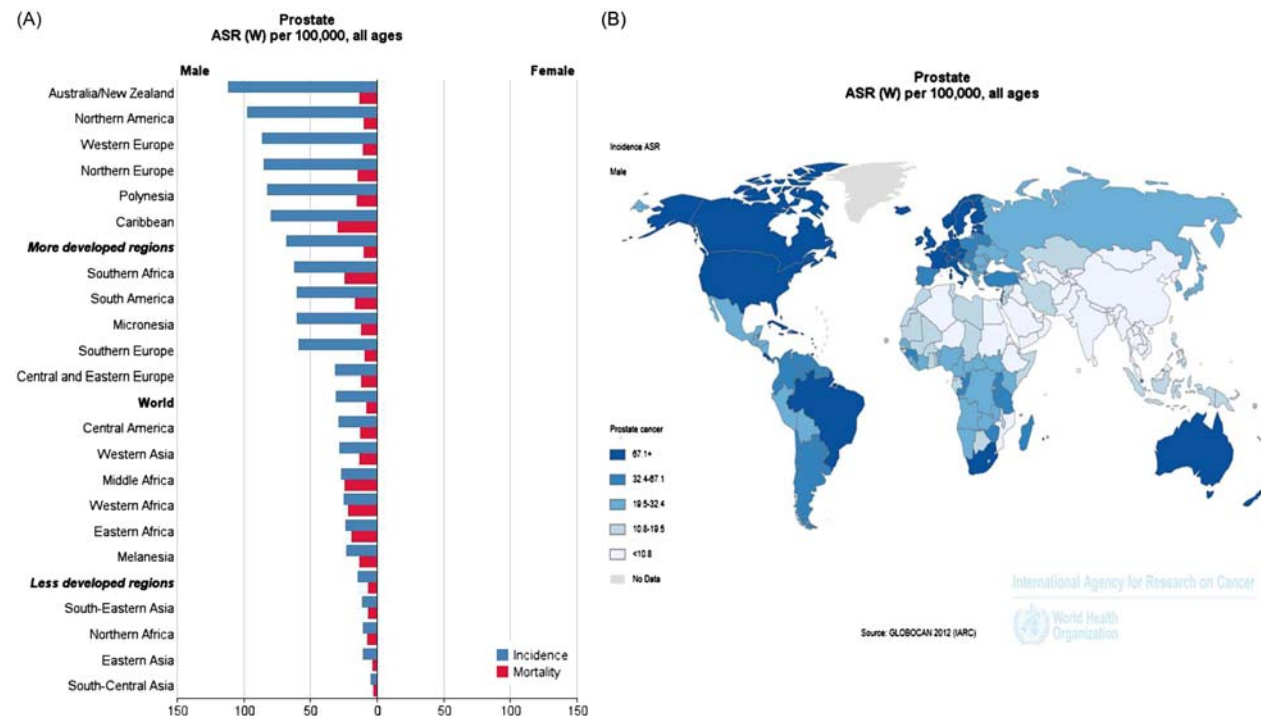 (A)
Prostate
ASR (W) per 100,000, all ages
Male
Female
Australia/New Zealand
Northern America
Western Europe
Northern Europe
Polynesia
Caribbean
More developed regions
Southern Africa
South America
Micronesia
Southern Europe
Central and Eastern Europe
World
Central America
Western Asia
Middle Africa
Western Africa
Eastern Africa
Melanesia
Less developed regions
South-Eastern Asia
Northern Africa
Eastern Asia
South-Central Asia
Incidence
Mortality
150 100 50 0 50 100 150
(B)
Prostate
ASR (W) per 100,000, all ages
Incidence ASR
Male
Prostate cancer
67.1+
32.4-67.1
19.5-32.4
10.8-19.5
<10.8
No Data
International Agency for Research on Cancer
World Health
Organization
Source: GLOBOCAN 2012 (IARC)